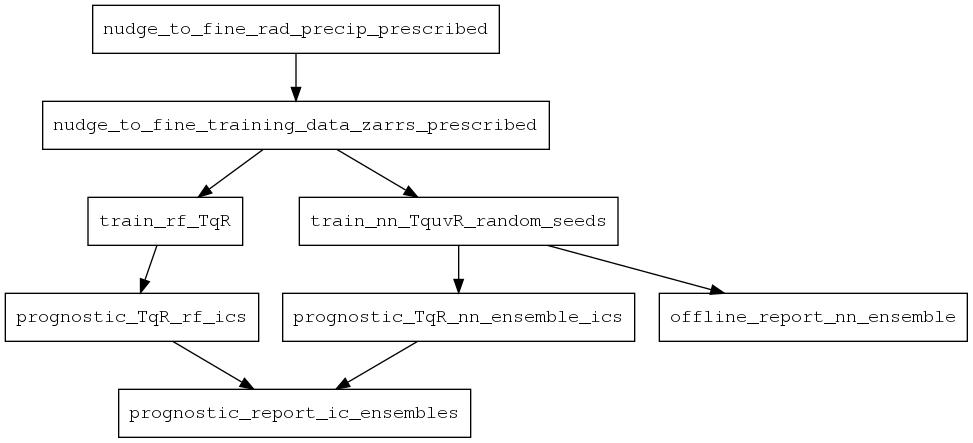 nudge_to_fine_rad_precip_prescribed
nudge_to_fine_training_data_zarrs_prescribed
train_rf_TqR
train_nn_TquvR_random_seeds
prognostic_TqR_rf_ics
prognostic_TqR_nn_ensemble_ics
offline_report_nn_ensemble
prognostic_report_ic_ensembles